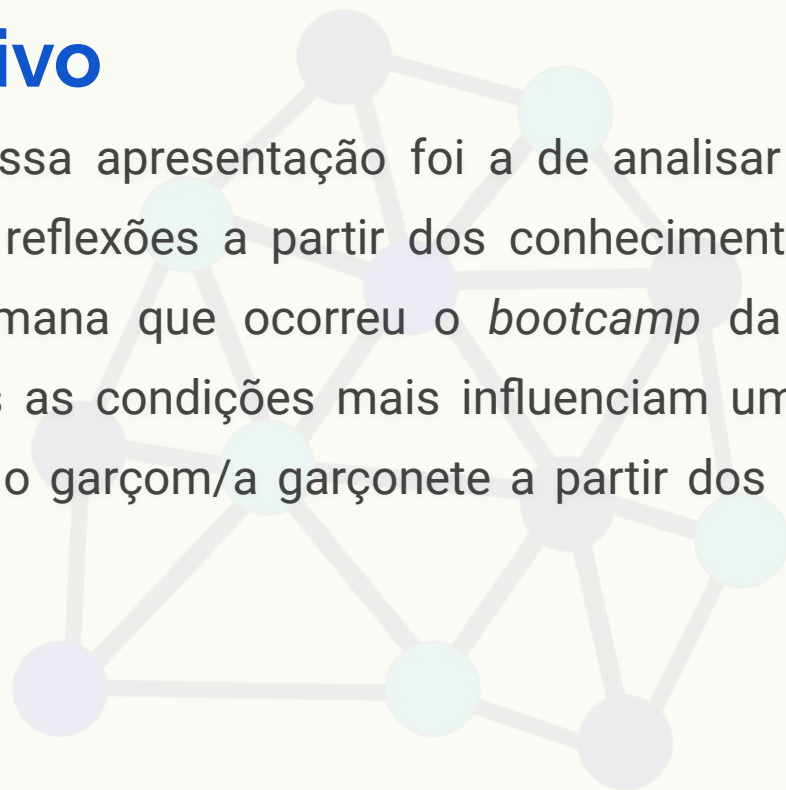 ivo
ssa apresentação foi a de analisar
reflexões a partir dos conheciment
mana que ocorreu o bootcamp da
s as condições mais influenciam um
o garçom/a garçonete a partir dos